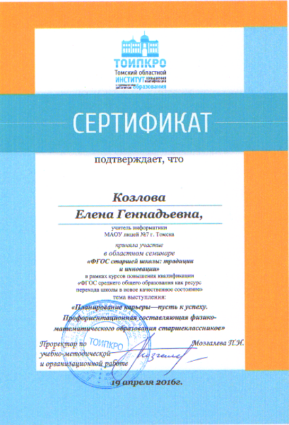 ТОИПКРО
Томский областной
ИНСТИТУТ
образования
СЕРТИФИКАТ
подтверждает, что
Козлова
Елена Геннадьевна,
учитель информатики
МАОУ лицей №7 г. Томска
приняла участие
в областном семинаре
«ФГОС старшей школы: традиции
и инновации»
в рамках курсов повышения квалификации
«ФГОС среднего общего образования как ресурс
перехода школы в новое качественное состояние»
тема выступления:
«Планирование карьеры—путь к успеху.
Профориентационная составляющая физико-
математического образования старшеклассников»
Проректор по
учебно-методической
и организационной работе
П.И.
ТОИПКРО
19 апреля 2016г.